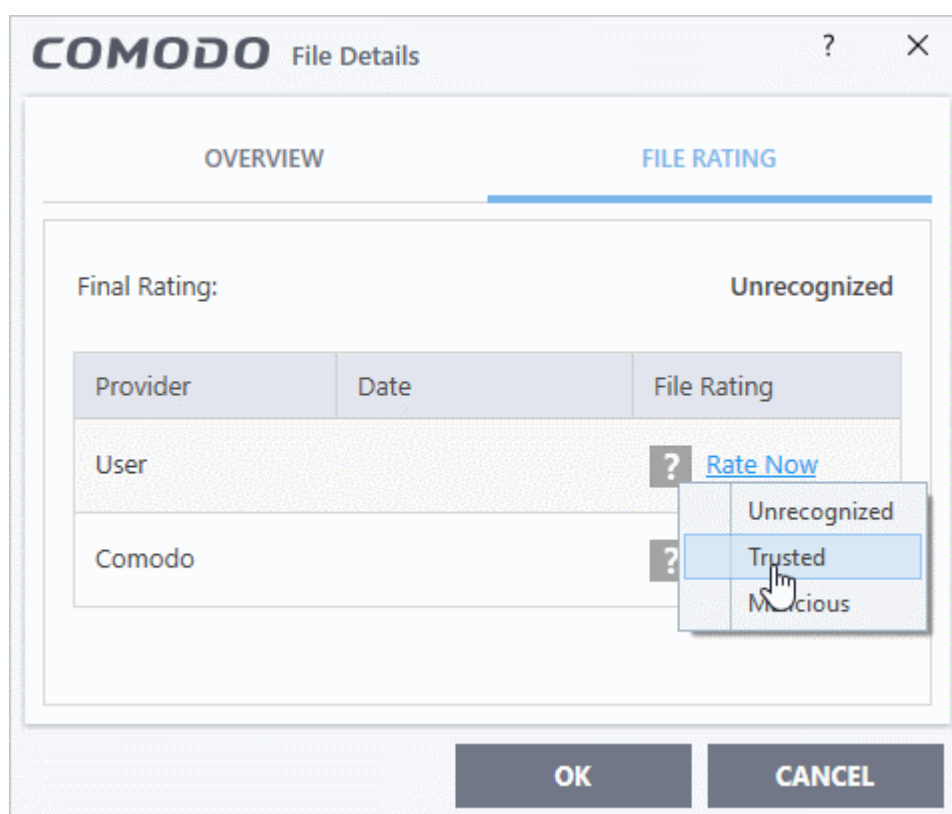 COMODO File Details ?
OVERVIEW FILE RATING
Final Rating: Unrecognized
Provider Date File Rating
User ? Rate Now
Unrecognized
Comodo ? Trusted
Malicious
OK CANCEL